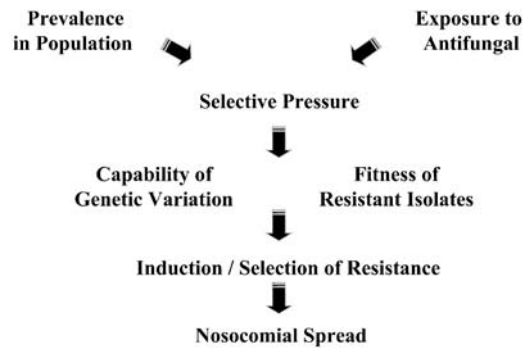 Prevalence
in Population
Exposure to
Antifungal
Selective Pressure
Capability of
Genetic Variation
Fitness of
Resistant Isolates
Induction / Selection of Resistance
Nosocomial Spread